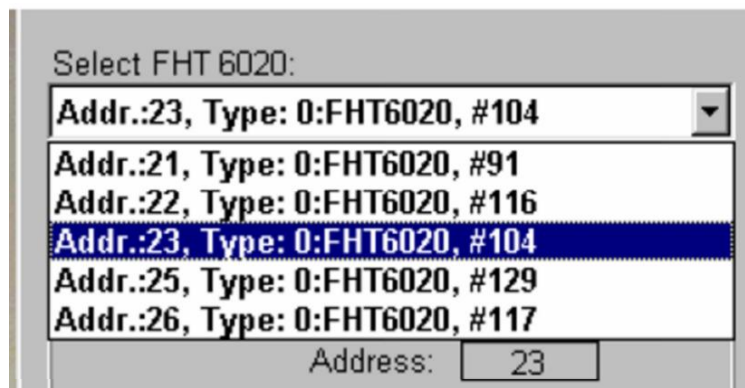 Select FHT 6020:
Addr.:23, Type: 0:FHT6020, #104
Addr.:21, Type: 0:FHT6020, #91
Addr.:22, Type: 0:FHT6020, #116
Addr.:23, Type: 0:FHT6020, #104
Addr.:25, Type: 0:FHT6020, #129
Addr.:26, Type: 0:FHT6020, #117
Address: 23